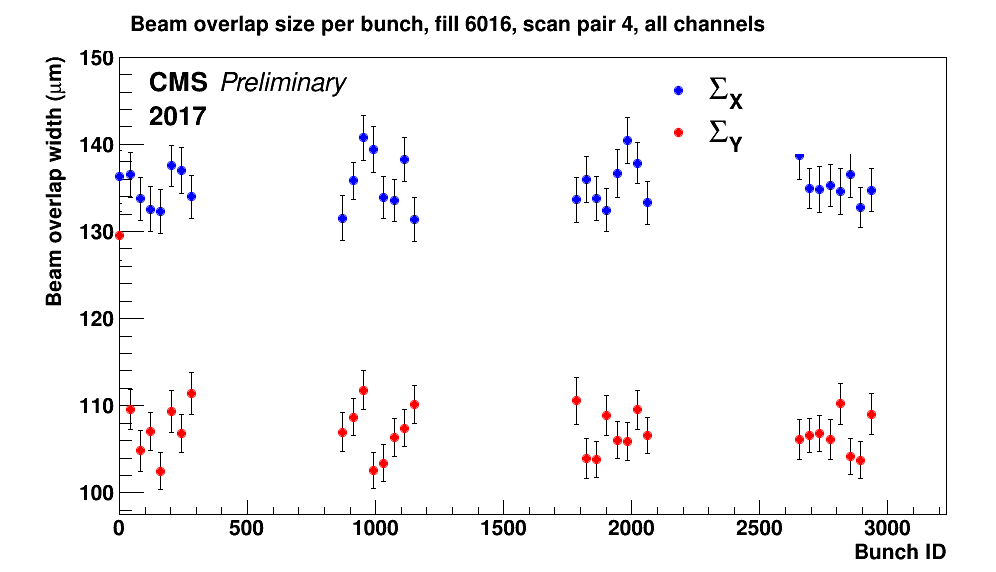 Beam overlap size per bunch, fill 6016, scan pair 4, all channels
Beam overlap width (μm)
150
140
130
120
110
100
CMS Preliminary
2017
Σ_X
Σ_Y
0 500 1000 1500 2000 2500 3000
Bunch ID